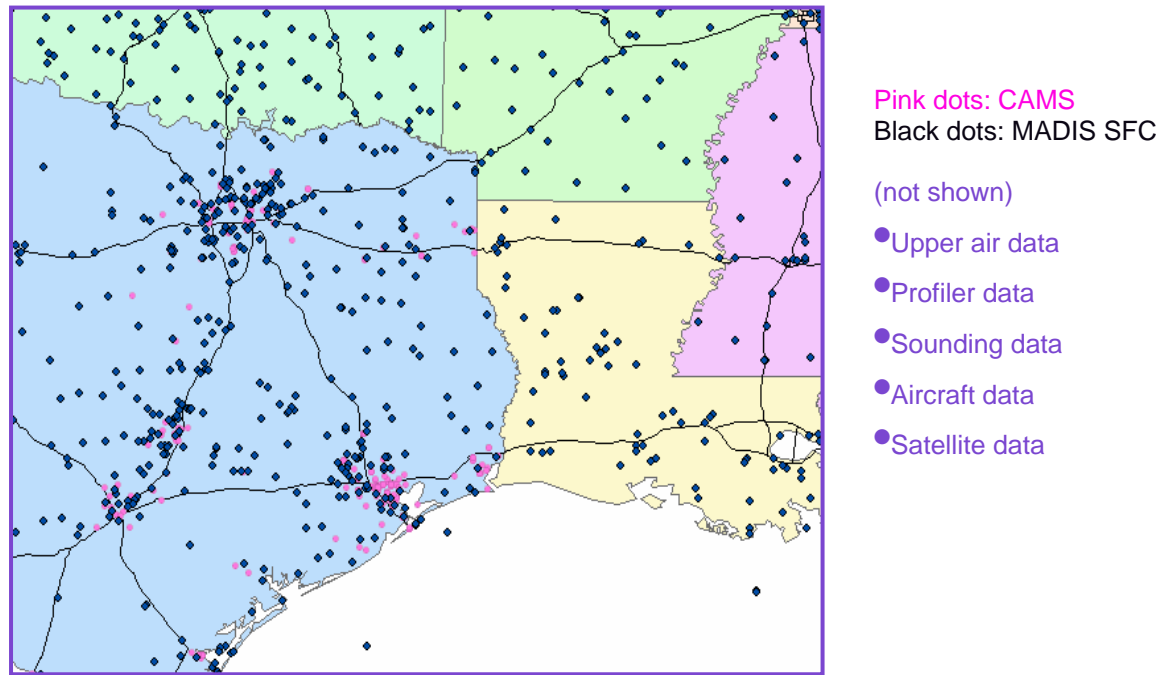 Pink dots: CAMS
Black dots: MADIS SFC
(not shown)
●Upper air data
●Profiler data
●Sounding data
●Aircraft data
●Satellite data